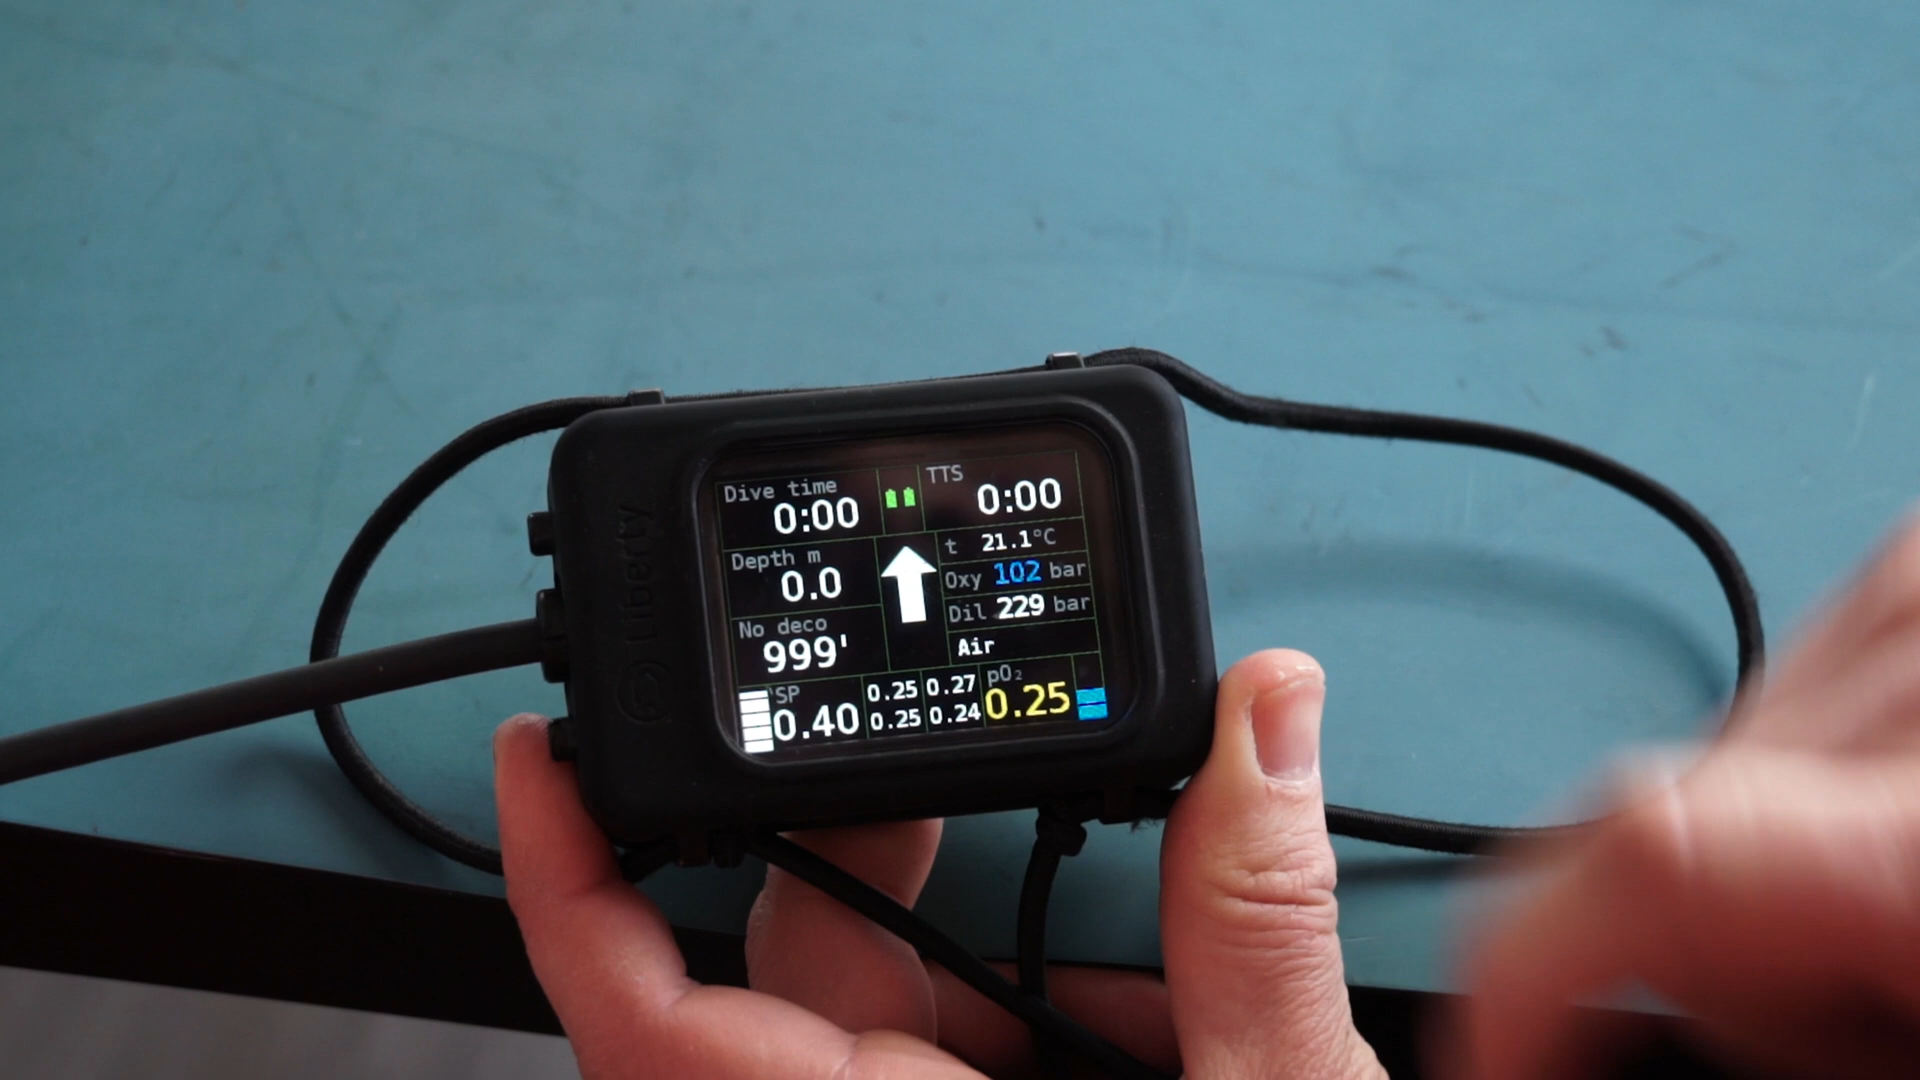 Liberty
Dive time
0:00
TTS
0:00
Depth m
0.0
t 21.1°C
Oxy 102 bar
Dil 229 bar
No deco
999'
Air
SP
0.40
0.25 0.27
0.25 0.24
pO₂
0.25